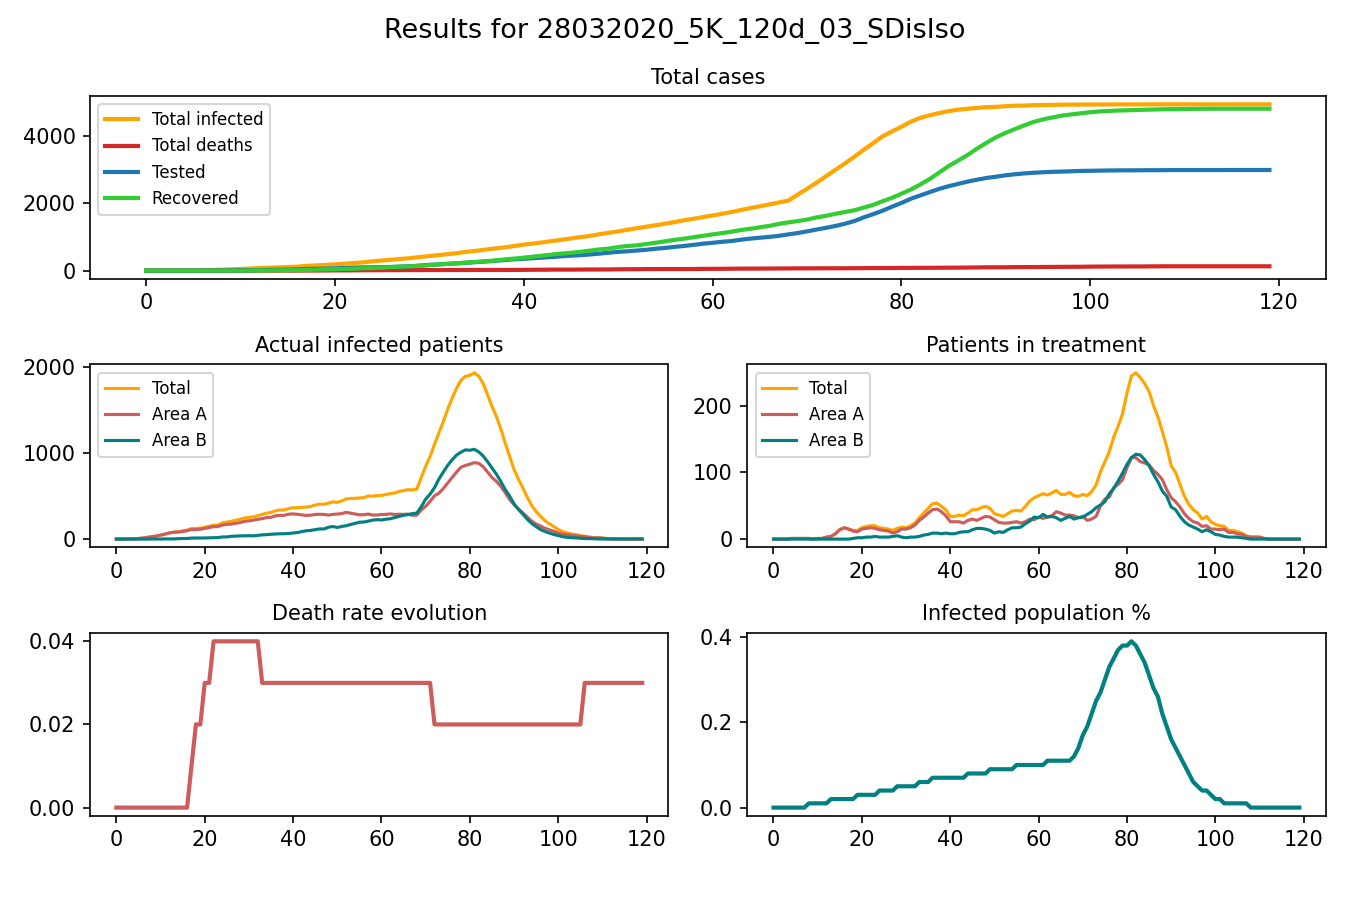 Results for 28032020_5K_120d_03_SDisIso
Total cases
Total infected
Total deaths
Tested
Recovered
4000
2000
0
0 20 40 60 80 100 120
Actual infected patients
Total
Area A
Area B
2000
1000
0
0 20 40 60 80 100 120
Patients in treatment
Total
Area A
Area B
200
100
0
0 20 40 60 80 100 120
Death rate evolution
0.04
0.02
0.00
0 20 40 60 80 100 120
Infected population %
0.4
0.2
0.0
0 20 40 60 80 100 120